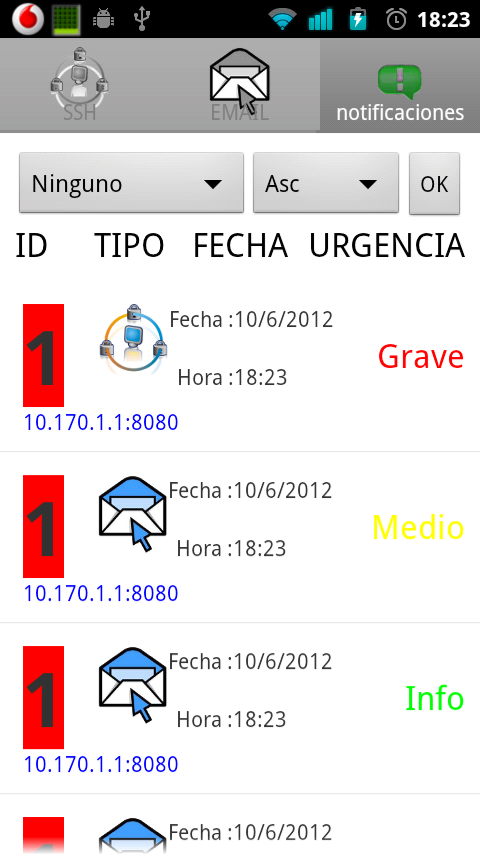 18:23
SSH
EMAIL
notificaciones
Ninguno
Asc
OK
ID TIPO FECHA URGENCIA
1
Fecha :10/6/2012
Hora :18:23
Grave
10.170.1.1:8080
1
Fecha :10/6/2012
Hora :18:23
Medio
10.170.1.1:8080
1
Fecha :10/6/2012
Hora :18:23
Info
10.170.1.1:8080
1
Fecha :10/6/2012